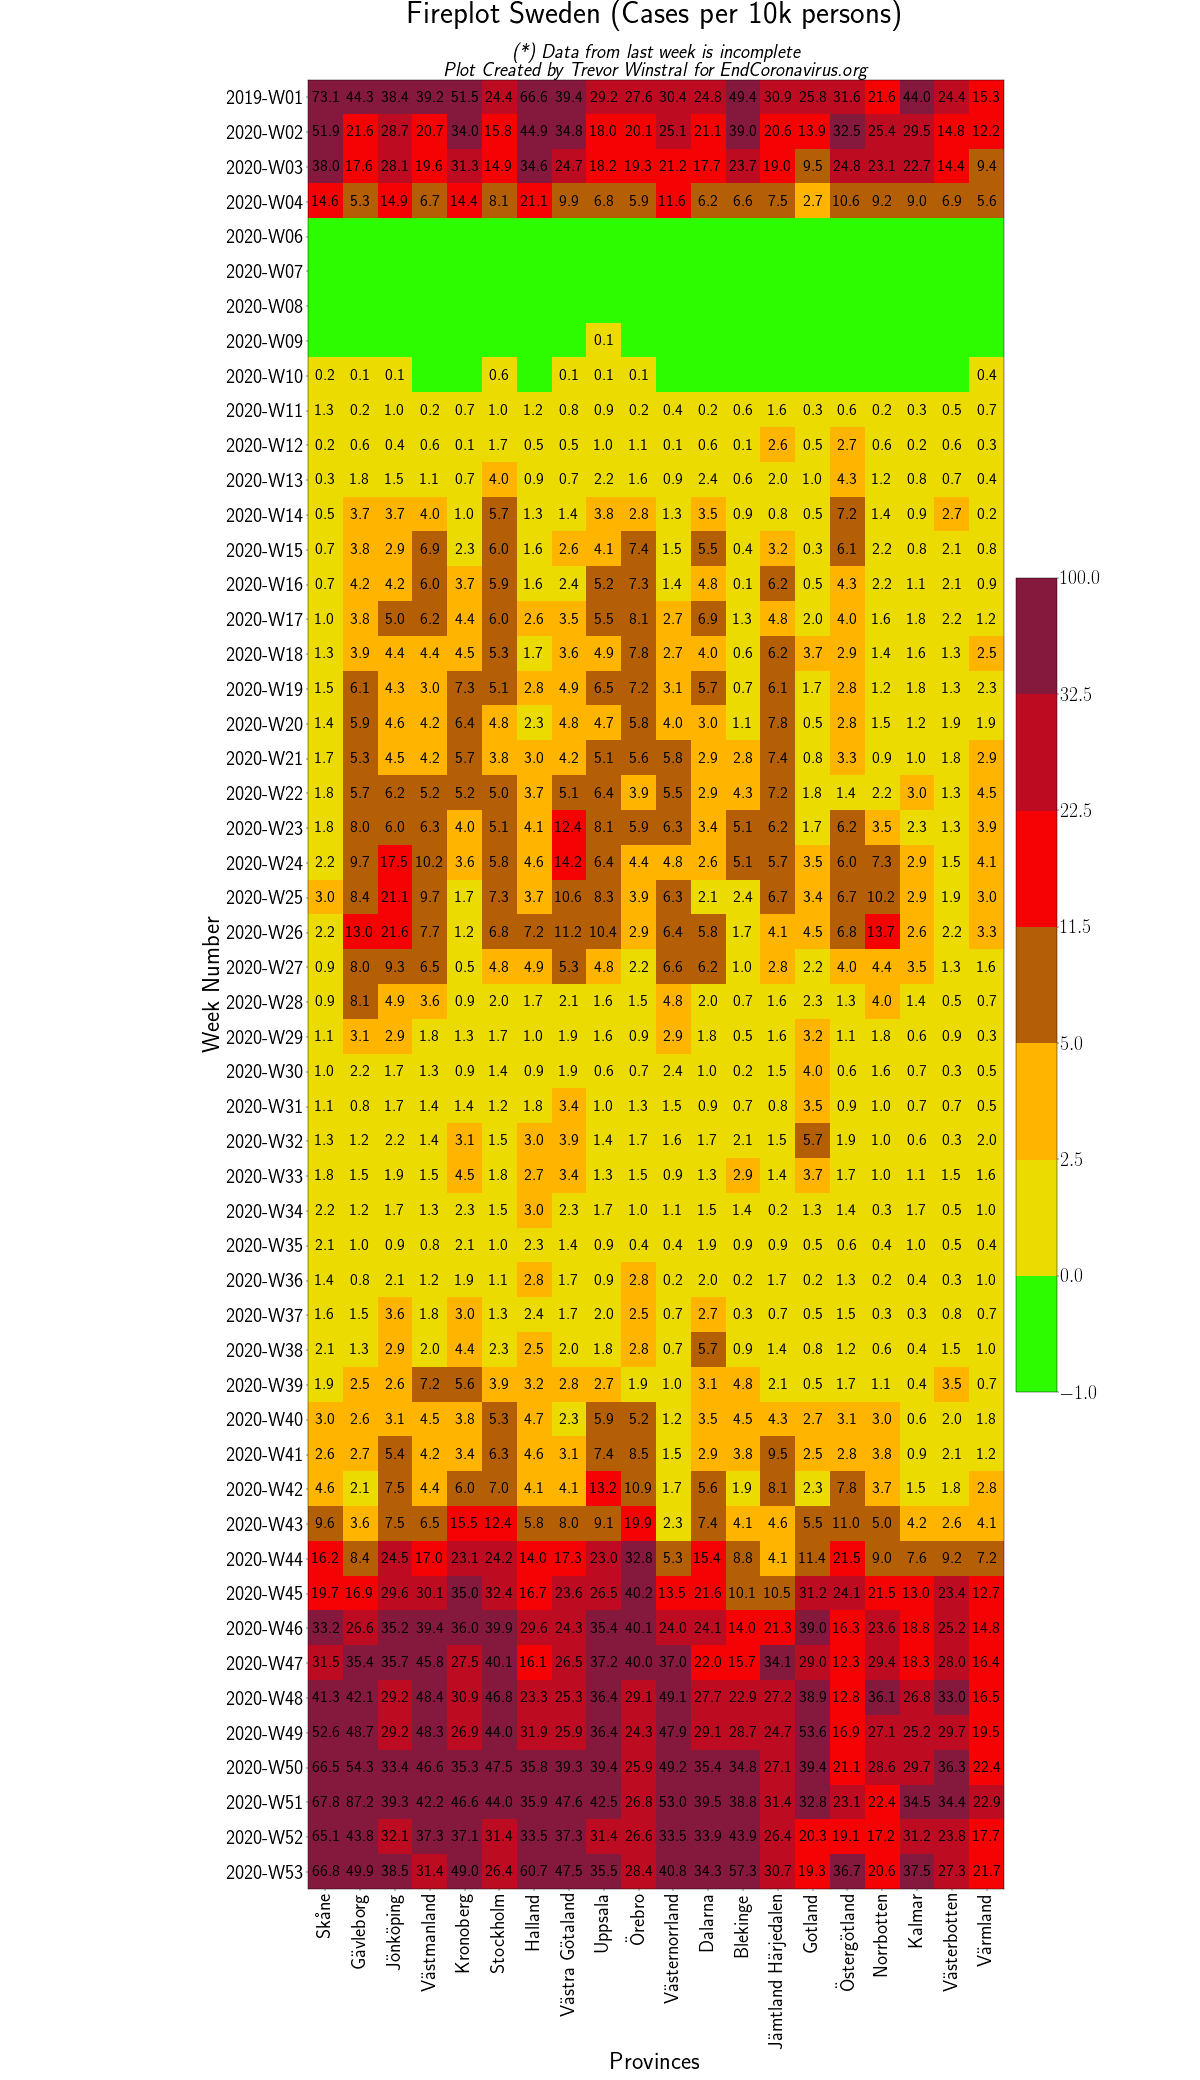 Fireplot Sweden (Cases per 10k persons)
(*) Data from last week is incomplete
Plot Created by Trevor Winstral for EndCoronavirus.org
2019-W01 73.1 44.3 38.4 39.2 51.5 24.4 66.6 39.4 29.2 27.6 30.4 24.8 49.4 30.9 25.8 31.6 21.6 44.0 24.4 15.3
2020-W02 51.9 21.6 28.7 20.7 34.0 15.8 44.9 34.8 18.0 20.1 25.1 21.1 39.0 20.6 13.9 32.5 25.4 29.5 14.8 12.2
2020-W03 38.0 17.6 28.1 19.6 31.3 14.9 34.6 24.7 18.2 19.3 21.2 17.7 23.7 19.0 9.5 24.8 23.1 22.7 14.4 9.4
2020-W04 14.6 5.3 14.9 6.7 14.4 8.1 21.1 9.9 6.8 5.9 11.6 6.2 6.6 7.5 2.7 10.6 9.2 9.0 6.9 5.6
2020-W06
2020-W07
2020-W08
2020-W09 0.1
2020-W10 0.2 0.1 0.1 0.6 0.1 0.1 0.1 0.4
2020-W11 1.3 0.2 1.0 0.2 0.7 1.0 1.2 0.8 0.9 0.2 0.4 0.2 0.6 1.6 0.3 0.6 0.2 0.3 0.5 0.7
2020-W12 0.2 0.6 0.4 0.6 0.1 1.7 0.5 0.5 1.0 1.1 0.1 0.6 0.1 2.6 0.5 2.7 0.6 0.2 0.6 0.3
2020-W13 0.3 1.8 1.5 1.1 0.7 4.0 0.9 0.7 2.2 1.6 0.9 2.4 0.6 2.0 1.0 4.3 1.2 0.8 0.7 0.4
2020-W14 0.5 3.7 3.7 4.0 1.0 5.7 1.3 1.4 3.8 2.8 1.3 3.5 0.9 0.8 0.5 7.2 1.4 0.9 2.7 0.2
2020-W15 0.7 3.8 2.9 6.9 2.3 6.0 1.6 2.6 4.1 7.4 1.5 5.5 0.4 3.2 0.3 6.1 2.2 0.8 2.1 0.8
2020-W16 0.7 4.2 4.2 6.0 3.7 5.9 1.6 2.4 5.2 7.3 1.4 4.8 0.1 6.2 0.5 4.3 2.2 1.1 2.1 0.9
2020-W17 1.0 3.8 5.0 6.2 4.4 6.0 2.6 3.5 5.5 8.1 2.7 6.9 1.3 4.8 2.0 4.0 1.6 1.8 2.2 1.2
2020-W18 1.3 3.9 4.4 4.4 4.5 5.3 1.7 3.6 4.9 7.8 2.7 4.0 0.6 6.2 3.7 2.9 1.4 1.6 1.3 2.5
2020-W19 1.5 6.1 4.3 3.0 7.3 5.1 2.8 4.9 6.5 7.2 3.1 5.7 0.7 6.1 1.7 2.8 1.2 1.8 1.3 2.3
2020-W20 1.4 5.9 4.6 4.2 6.4 4.8 2.3 4.8 4.7 5.8 4.0 3.0 1.1 7.8 0.5 2.8 1.5 1.2 1.9 1.9
2020-W21 1.7 5.3 4.5 4.2 5.7 3.8 3.0 4.2 5.1 5.6 5.8 2.9 2.8 7.4 0.8 3.3 0.9 1.0 1.8 2.9
2020-W22 1.8 5.7 6.2 5.2 5.2 5.0 3.7 5.1 6.4 3.9 5.5 2.9 4.3 7.2 1.8 1.4 2.2 3.0 1.3 4.5
2020-W23 1.8 8.0 6.0 6.3 4.0 5.1 4.1 12.4 8.1 5.9 6.3 3.4 5.1 6.2 1.7 6.2 3.5 2.3 1.3 3.9
2020-W24 2.2 9.7 17.5 10.2 3.6 5.8 4.6 14.2 6.4 4.4 4.8 2.6 5.1 5.7 3.5 6.0 7.3 2.9 1.5 4.1
2020-W25 3.0 8.4 21.1 9.7 1.7 7.3 3.7 10.6 8.3 3.9 6.3 2.1 2.4 6.7 3.4 6.7 10.2 2.9 1.9 3.0
2020-W26 2.2 13.0 21.6 7.7 1.2 6.8 7.2 11.2 10.4 2.9 6.4 5.8 1.7 4.1 4.5 6.8 13.7 2.6 2.2 3.3
2020-W27 0.9 8.0 9.3 6.5 0.5 4.8 4.9 5.3 4.8 2.2 6.6 6.2 1.0 2.8 2.2 4.0 4.4 3.5 1.3 1.6
2020-W28 0.9 8.1 4.9 3.6 0.9 2.0 1.7 2.1 1.6 1.5 4.8 2.0 0.7 1.6 2.3 1.3 4.0 1.4 0.5 0.7
2020-W29 1.1 3.1 2.9 1.8 1.3 1.7 1.0 1.9 1.6 0.9 2.9 1.8 0.5 1.6 3.2 1.1 1.8 0.6 0.9 0.3
2020-W30 1.0 2.2 1.7 1.3 0.9 1.4 0.9 1.9 0.6 0.7 2.4 1.0 0.2 1.5 4.0 0.6 1.6 0.7 0.3 0.5
2020-W31 1.1 0.8 1.7 1.4 1.4 1.2 1.8 3.4 1.0 1.3 1.5 0.9 0.7 0.8 3.5 0.9 1.0 0.7 0.7 0.5
2020-W32 1.3 1.2 2.2 1.4 3.1 1.5 3.0 3.9 1.4 1.7 1.6 1.7 2.1 1.5 5.7 1.9 1.0 0.6 0.3 2.0
2020-W33 1.8 1.5 1.9 1.5 4.5 1.8 2.7 3.4 1.3 1.5 0.9 1.3 2.9 1.4 3.7 1.7 1.0 1.1 1.5 1.6
2020-W34 2.2 1.2 1.7 1.3 2.3 1.5 3.0 2.3 1.7 1.0 1.1 1.5 1.4 0.2 1.3 1.4 0.3 1.7 0.5 1.0
2020-W35 2.1 1.0 0.9 0.8 2.1 1.0 2.3 1.4 0.9 0.4 0.4 1.9 0.9 0.9 0.5 0.6 0.4 1.0 0.5 0.4
2020-W36 1.4 0.8 2.1 1.2 1.9 1.1 2.8 1.7 0.9 2.8 0.2 2.0 0.2 1.7 0.2 1.3 0.2 0.4 0.3 1.0
2020-W37 1.6 1.5 3.6 1.8 3.0 1.3 2.4 1.7 2.0 2.5 0.7 2.7 0.3 0.7 0.5 1.5 0.3 0.3 0.8 0.7
2020-W38 2.1 1.3 2.9 2.0 4.4 2.3 2.5 2.0 1.8 2.8 0.7 5.7 0.9 1.4 0.8 1.2 0.6 0.4 1.5 1.0
2020-W39 1.9 2.5 2.6 7.2 5.6 3.9 3.2 2.8 2.7 1.9 1.0 3.1 4.8 2.1 0.5 1.7 1.1 0.4 3.5 0.7
2020-W40 3.0 2.6 3.1 4.5 3.8 5.3 4.7 2.3 5.9 5.2 1.2 3.5 4.5 4.3 2.7 3.1 3.0 0.6 2.0 1.8
2020-W41 2.6 2.7 5.4 4.2 3.4 6.3 4.6 3.1 7.4 8.5 1.5 2.9 3.8 9.5 2.5 2.8 3.8 0.9 2.1 1.2
2020-W42 4.6 2.1 7.5 4.4 6.0 7.0 4.1 4.1 13.2 10.9 1.7 5.6 1.9 8.1 2.3 7.8 3.7 1.5 1.8 2.8
2020-W43 9.6 3.6 7.5 6.5 15.5 12.4 5.8 8.0 9.1 19.9 2.3 7.4 4.1 4.6 5.5 11.0 5.0 4.2 2.6 4.1
2020-W44 16.2 8.4 24.5 17.0 23.1 24.2 14.0 17.3 23.0 32.8 5.3 15.4 8.8 4.1 11.4 21.5 9.0 7.6 9.2 7.2
2020-W45 19.7 16.9 29.6 30.1 35.0 32.4 16.7 23.6 26.5 40.2 13.5 21.6 10.1 10.5 31.2 24.1 21.5 13.0 23.4 12.7
2020-W46 33.2 26.6 35.2 39.4 36.0 39.9 29.6 24.3 35.4 40.1 24.0 24.1 14.0 21.3 39.0 16.3 23.6 18.8 25.2 14.8
2020-W47 31.5 35.4 35.7 45.8 27.5 40.1 16.1 26.5 37.2 40.0 37.0 22.0 15.7 34.1 29.0 12.3 29.4 18.3 28.0 16.4
2020-W48 41.3 42.1 29.2 48.4 30.9 46.8 23.3 25.3 36.4 29.1 49.1 27.7 22.9 27.2 38.9 12.8 36.1 26.8 33.0 16.5
2020-W49 52.6 48.7 29.2 48.3 26.9 44.0 31.9 25.9 36.4 24.3 47.9 29.1 28.7 24.7 53.6 16.9 27.1 25.2 29.7 19.5
2020-W50 66.5 54.3 33.4 46.6 35.3 47.5 35.8 39.3 39.4 25.9 49.2 35.4 34.8 27.1 39.4 21.1 28.6 29.7 36.3 22.4
2020-W51 67.8 87.2 39.3 42.2 46.6 44.0 35.9 47.6 42.5 26.8 53.0 39.5 38.8 31.4 32.8 23.1 22.4 34.5 34.4 22.9
2020-W52 65.1 43.8 32.1 37.3 37.1 31.4 33.5 37.3 31.4 26.6 33.5 33.9 43.9 26.4 20.3 19.1 17.2 31.2 23.8 17.7
2020-W53 66.8 49.9 38.5 31.4 49.0 26.4 60.7 47.5 35.5 28.4 40.8 34.3 57.3 30.7 19.3 36.7 20.6 37.5 27.3 21.7
Week Number
Skåne
Gävleborg
Jönköping
Västmanland
Kronoberg
Stockholm
Halland
Västra Götaland
Uppsala
Örebro
Västernorrland
Dalarna
Blekinge
Jämtland Härjedalen
Gotland
Östergötland
Norrbotten
Kalmar
Västerbotten
Värmland
Provinces
100.0
32.5
22.5
11.5
5.0
2.5
0.0
−1.0